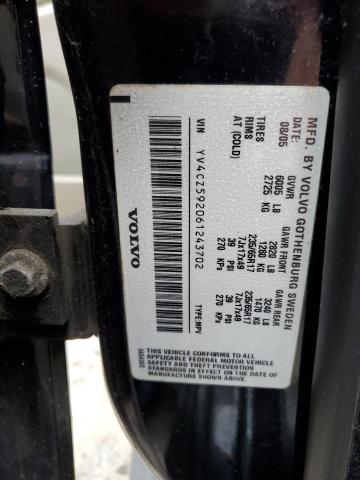 MFD. BY VOLVO GOTHENBURG SWEDEN
DATE: GVWR GAWR FRONT GAWR REAR
08/05 6005 LB 2820 LB 3240 LB
2725 KG 1280 KG 1470 KG
TIRES 235/65R17 235/65R17
RIMS 7Jx17x49 7Jx17x49
AT (COLD) 39 PSI 39 PSI
270 KPa 270 KPa
VIN YV4CZ592061243702 TYPE:MPV
VOLVO
THIS VEHICLE CONFORMS TO ALL
APPLICABLE FEDERAL MOTOR VEHICLE
SAFETY AND THEFT PREVENTION
STANDARDS IN EFFECT ON THE DATE OF
MANUFACTURE SHOWN ABOVE.